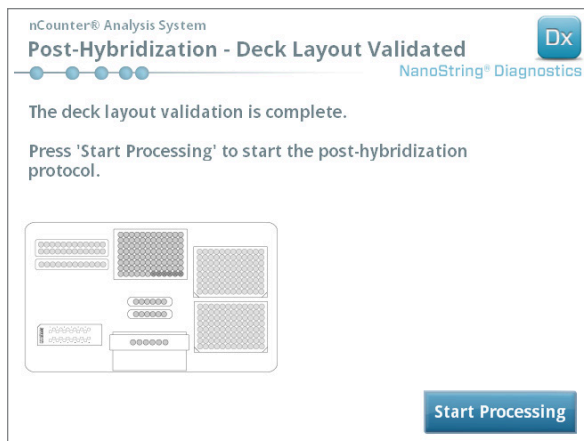 nCounter® Analysis System
Post-Hybridization - Deck Layout Validated
Dx
NanoString® Diagnostics
The deck layout validation is complete.
Press 'Start Processing' to start the post-hybridization
protocol.
Start Processing